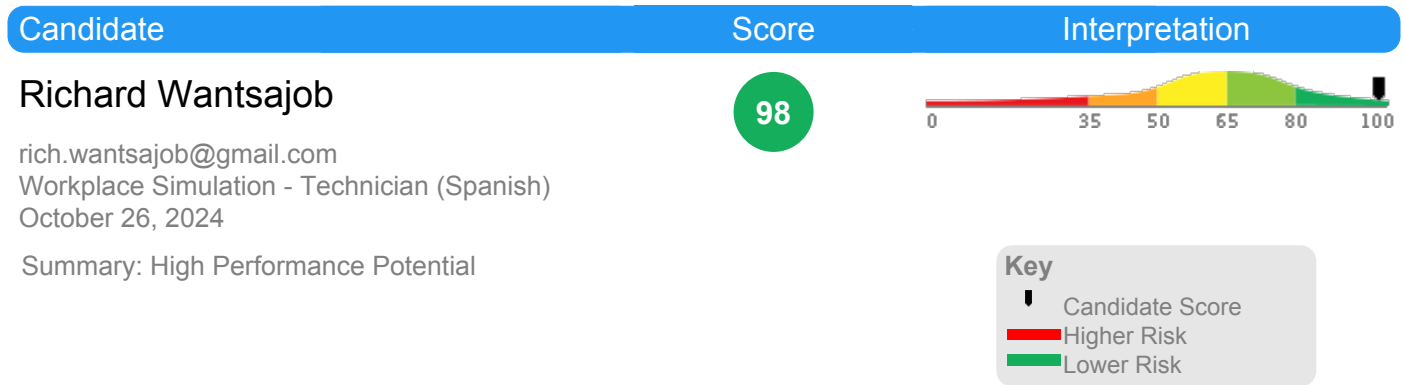 Candidate Score Interpretation
Richard Wantsajob
98
0 35 50 65 80 100
rich.wantsajob@gmail.com
Workplace Simulation - Technician (Spanish)
October 26, 2024
Summary: High Performance Potential
Key
Candidate Score
Higher Risk
Lower Risk